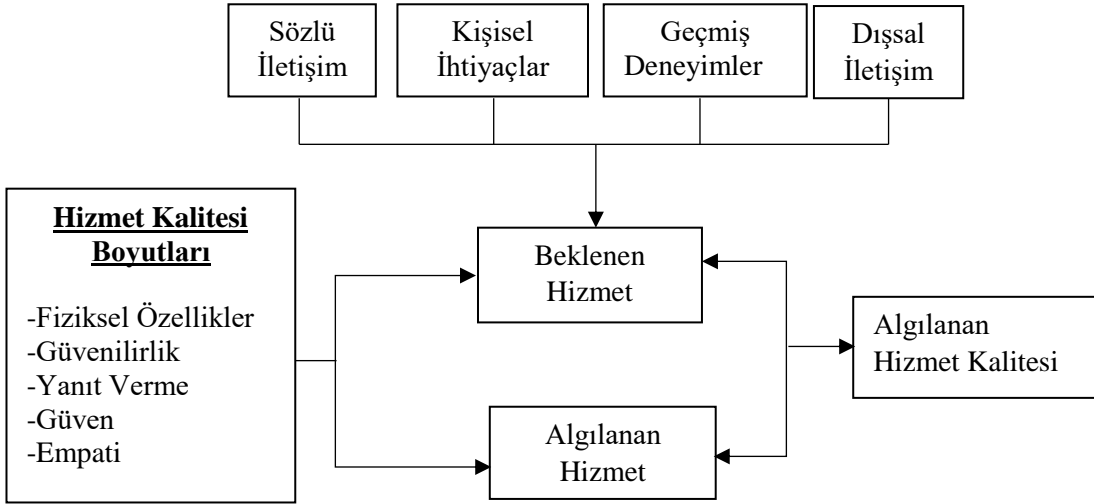 Sözlü
İletişim
Kişisel
İhtiyaçlar
Geçmiş
Deneyimler
Dışsal
İletişim
Hizmet Kalitesi
Boyutları
-Fiziksel Özellikler
-Güvenilirlik
-Yanıt Verme
-Güven
-Empati
Beklenen
Hizmet
Algılanan
Hizmet
Algılanan
Hizmet Kalitesi